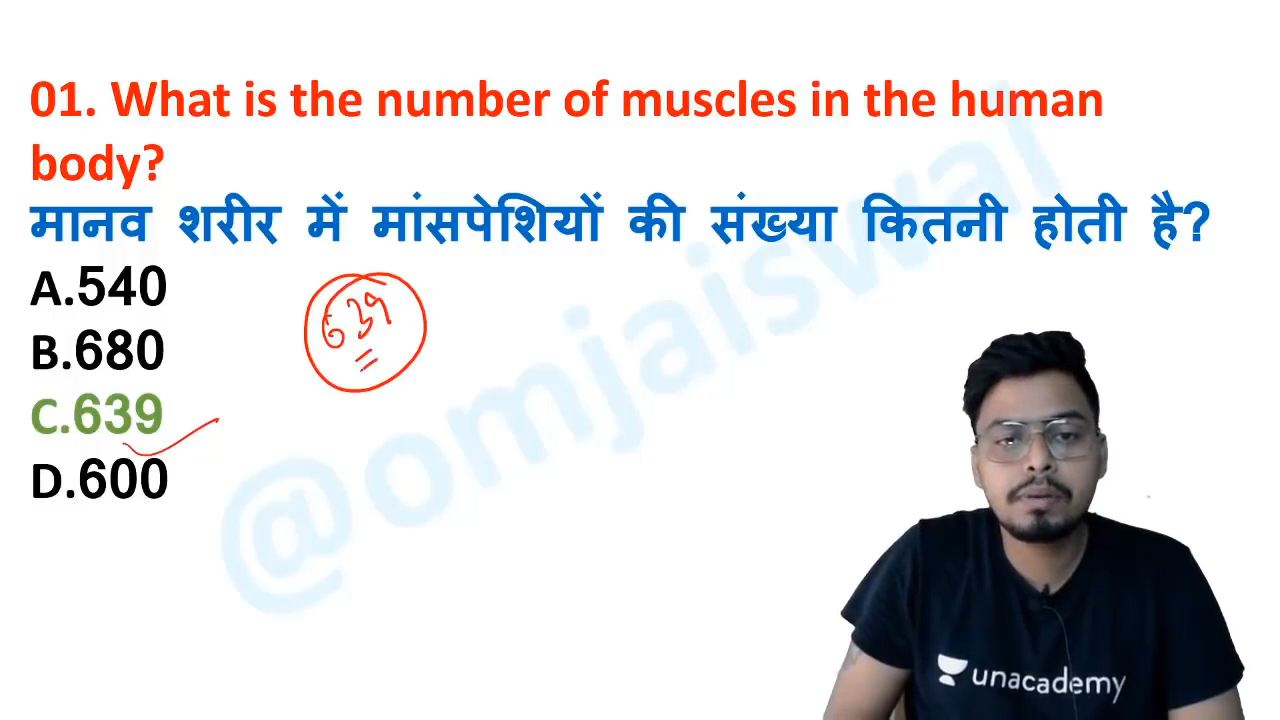 01. What is the number of muscles in the human
body?
मानव शरीर में मांसपेशियों की संख्या कितनी होती है?
A.540
639
B.680
C.639
D.600
@omjaiswal
unacademy